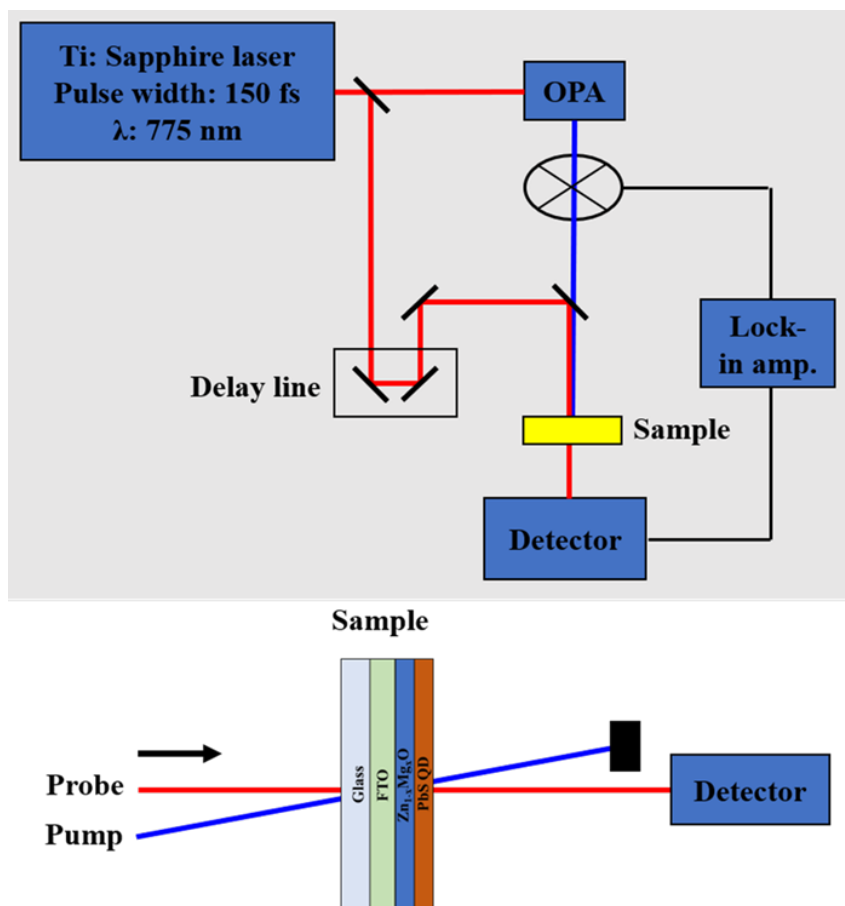 Ti: Sapphire laser
Pulse width: 150 fs
λ: 775 nm
OPA
Lock-
in amp.
Delay line
Sample
Detector
Sample
Glass
FTO
Zn₁₋ₓMgₓO
PbS QD
Probe
Pump
Detector